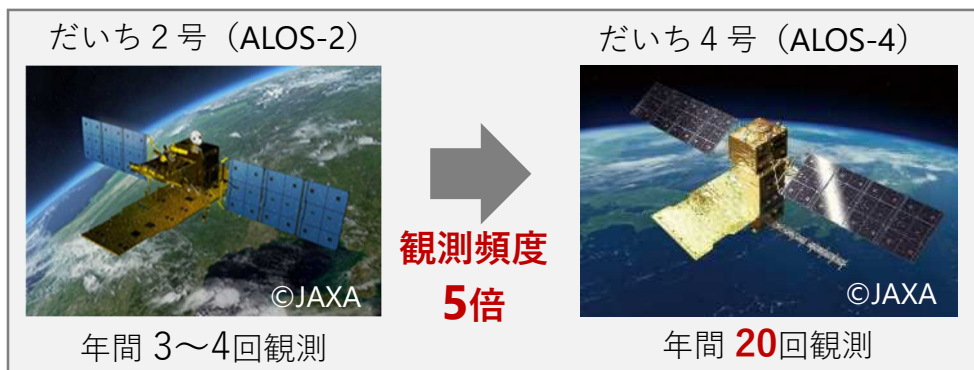 だいち２号（ALOS-2）
©JAXA
年間 3～4回観測
観測頻度
5倍
だいち４号（ALOS-4）
©JAXA
年間 20回観測